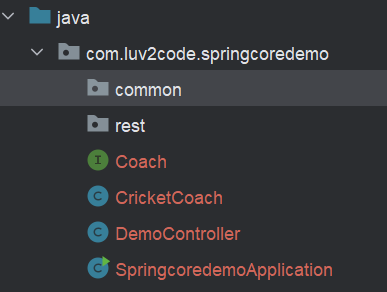 java
com.luv2code.springcoredemo
common
rest
I Coach
C CricketCoach
C DemoController
C SpringcoredemoApplication